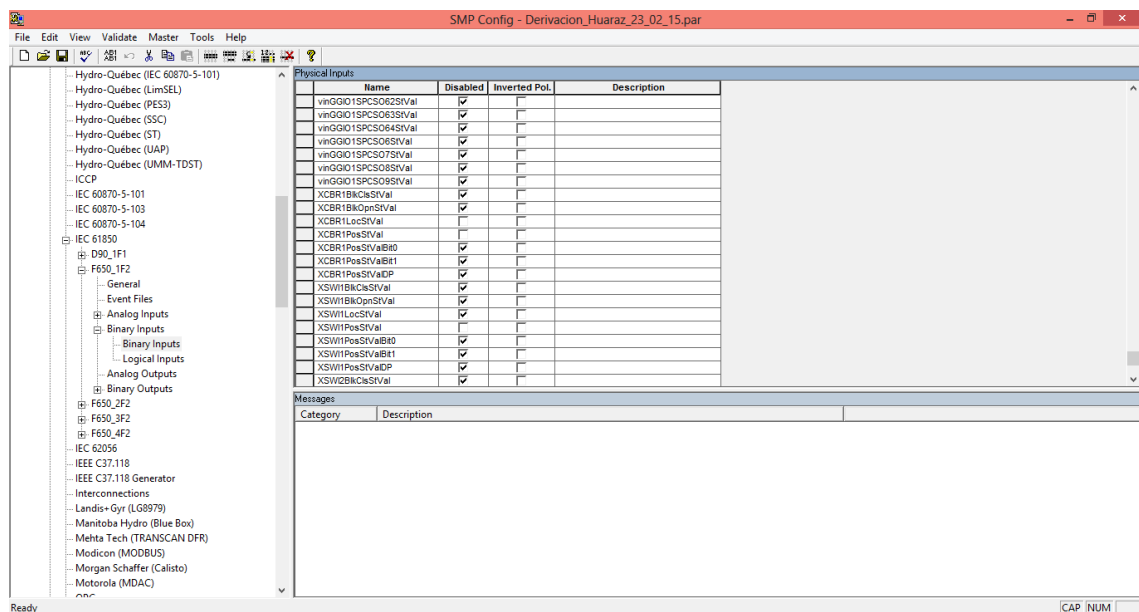 SMP Config - Derivacion_Huaraz_23_02_15.par
File Edit View Validate Master Tools Help
Hydro-Québec (IEC 60870-5-101)
Hydro-Québec (LimSEL)
Hydro-Québec (PES3)
Hydro-Québec (SSC)
Hydro-Québec (ST)
Hydro-Québec (UAP)
Hydro-Québec (UMM-TDST)
ICCP
IEC 60870-5-101
IEC 60870-5-103
IEC 60870-5-104
IEC 61850
D90_1F1
F650_1F2
General
Event Files
Analog Inputs
Binary Inputs
Binary Inputs
Logical Inputs
Analog Outputs
Binary Outputs
F650_2F2
F650_3F2
F650_4F2
IEC 62056
IEEE C37.118
IEEE C37.118 Generator
Interconnections
Landis+Gyr (LG8979)
Manitoba Hydro (Blue Box)
Mehta Tech (TRANSCAN DFR)
Modicon (MODBUS)
Morgan Schaffer (Calisto)
Motorola (MDAC)
Physical Inputs
Name Disabled Inverted Pol. Description
vinGGIO1SPCSO62StVal
vinGGIO1SPCSO63StVal
vinGGIO1SPCSO64StVal
vinGGIO1SPCSO6StVal
vinGGIO1SPCSO7StVal
vinGGIO1SPCSO8StVal
vinGGIO1SPCSO9StVal
XCBR1BlkClsStVal
XCBR1BlkOpnStVal
XCBR1LocStVal
XCBR1PosStVal
XCBR1PosStValBit0
XCBR1PosStValBit1
XCBR1PosStValDP
XSWI1BlkClsStVal
XSWI1BlkOpnStVal
XSWI1LocStVal
XSWI1PosStVal
XSWI1PosStValBit0
XSWI1PosStValBit1
XSWI1PosStValDP
XSWI2BlkClsStVal
Messages
Category Description
Ready CAP NUM